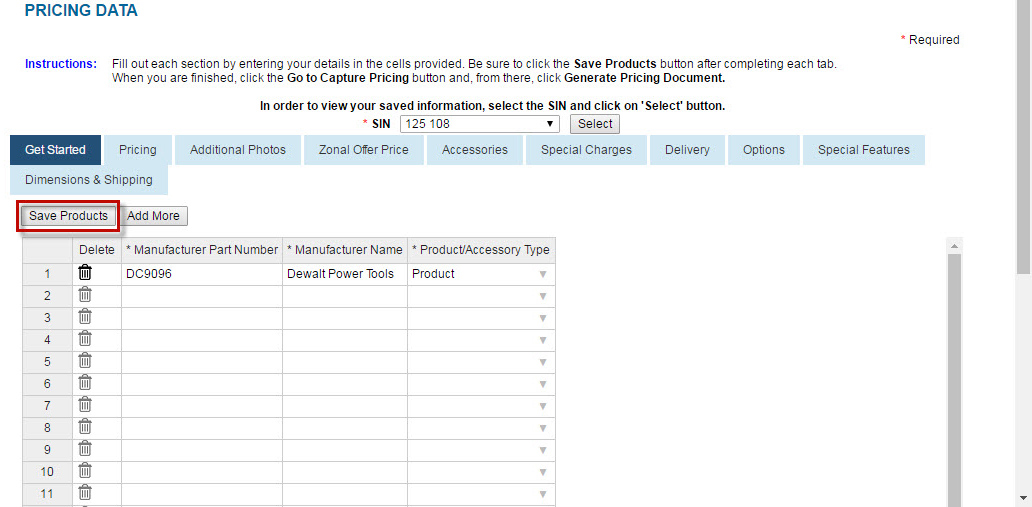 PRICING DATA
* Required
Instructions: Fill out each section by entering your details in the cells provided. Be sure to click the Save Products button after completing each tab.
When you are finished, click the Go to Capture Pricing button and, from there, click Generate Pricing Document.
In order to view your saved information, select the SIN and click on 'Select' button.
* SIN 125 108 Select
Get Started Pricing Additional Photos Zonal Offer Price Accessories Special Charges Delivery Options Special Features
Dimensions & Shipping
Save Products Add More
Delete * Manufacturer Part Number * Manufacturer Name * Product/Accessory Type
1 DC9096 Dewalt Power Tools Product
2
3
4
5
6
7
8
9
10
11